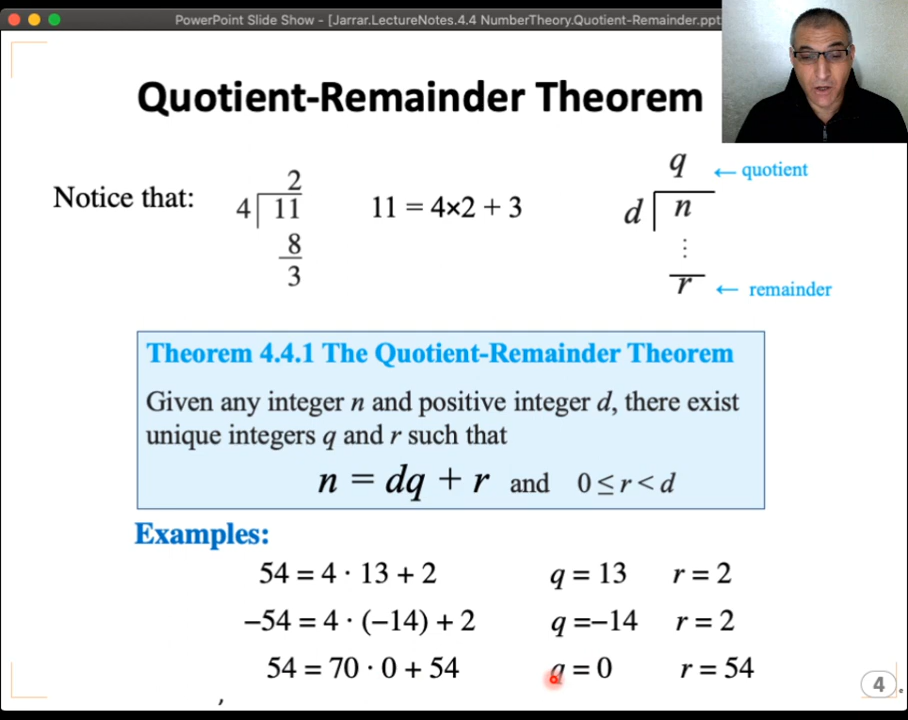 PowerPoint Slide Show - [Jarrar.LectureNotes.4.4 NumberTheory.Quotient-Remainder.ppt
Quotient-Remainder Theorem
Notice that:
2
4 11
8
3
11 = 4×2 + 3
q ← quotient
d n
⋮
r ← remainder
Theorem 4.4.1 The Quotient-Remainder Theorem
Given any integer n and positive integer d, there exist
unique integers q and r such that
n = dq + r and 0 ≤ r < d
Examples:
54 = 4 · 13 + 2 q = 13 r = 2
−54 = 4 · (−14) + 2 q =−14 r = 2
54 = 70 · 0 + 54 q = 0 r = 54
4